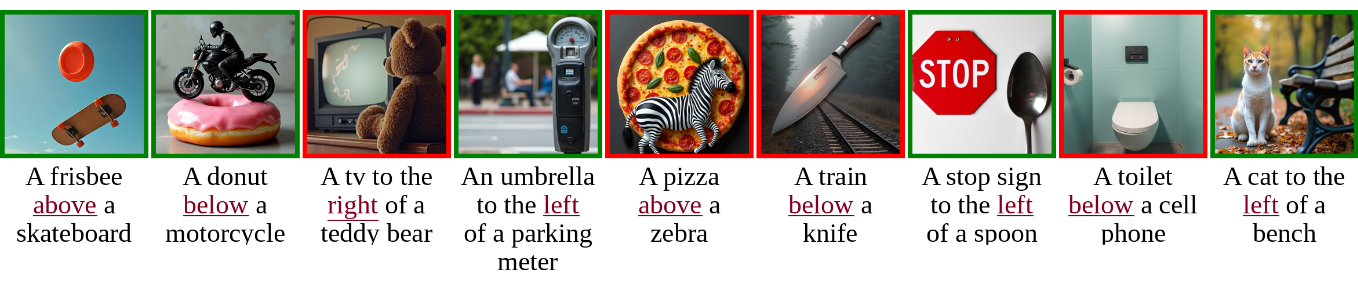 STOP
A frisbee
above a
skateboard
A donut
below a
motorcycle
A tv to the
right of a
teddy bear
An umbrella
to the left
of a parking
meter
A pizza
above a
zebra
A train
below a
knife
A stop sign
to the left
of a spoon
A toilet
below a cell
phone
A cat to the
left of a
bench